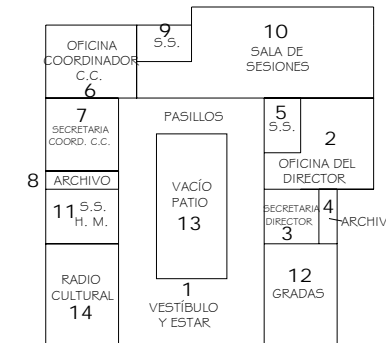 9
S.S.
10
SALA DE
SESIONES
OFICINA
COORDINADOR
C.C.
6
7
SECRETARIA
COORD. C.C.
PASILLOS
5
S.S.
2
OFICINA DEL
DIRECTOR
8
ARCHIVO
VACÍO
PATIO
13
11 S.S.
H. M.
SECRETARIA
DIRECTOR
3
4
ARCHIV
RADIO
CULTURAL
14
1
VESTÍBULO
Y ESTAR
12
GRADAS